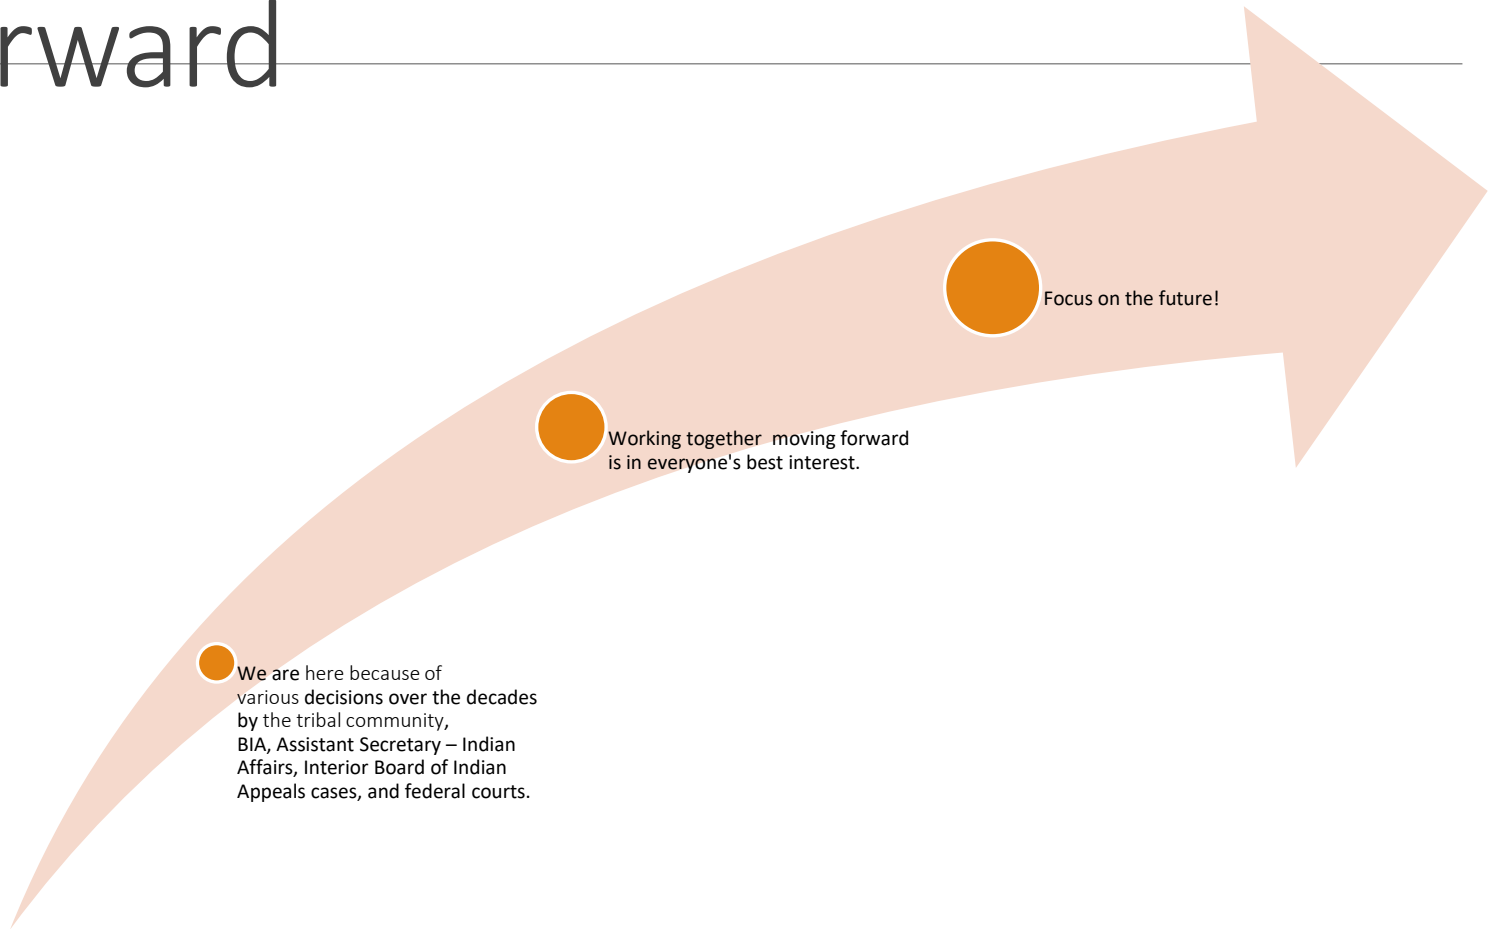 rward
Focus on the future!
Working together  moving forward
is in everyone's best interest.
We are here because of
various decisions over the decades
by the tribal community,
BIA, Assistant Secretary – Indian
Affairs, Interior Board of Indian
Appeals cases, and federal courts.